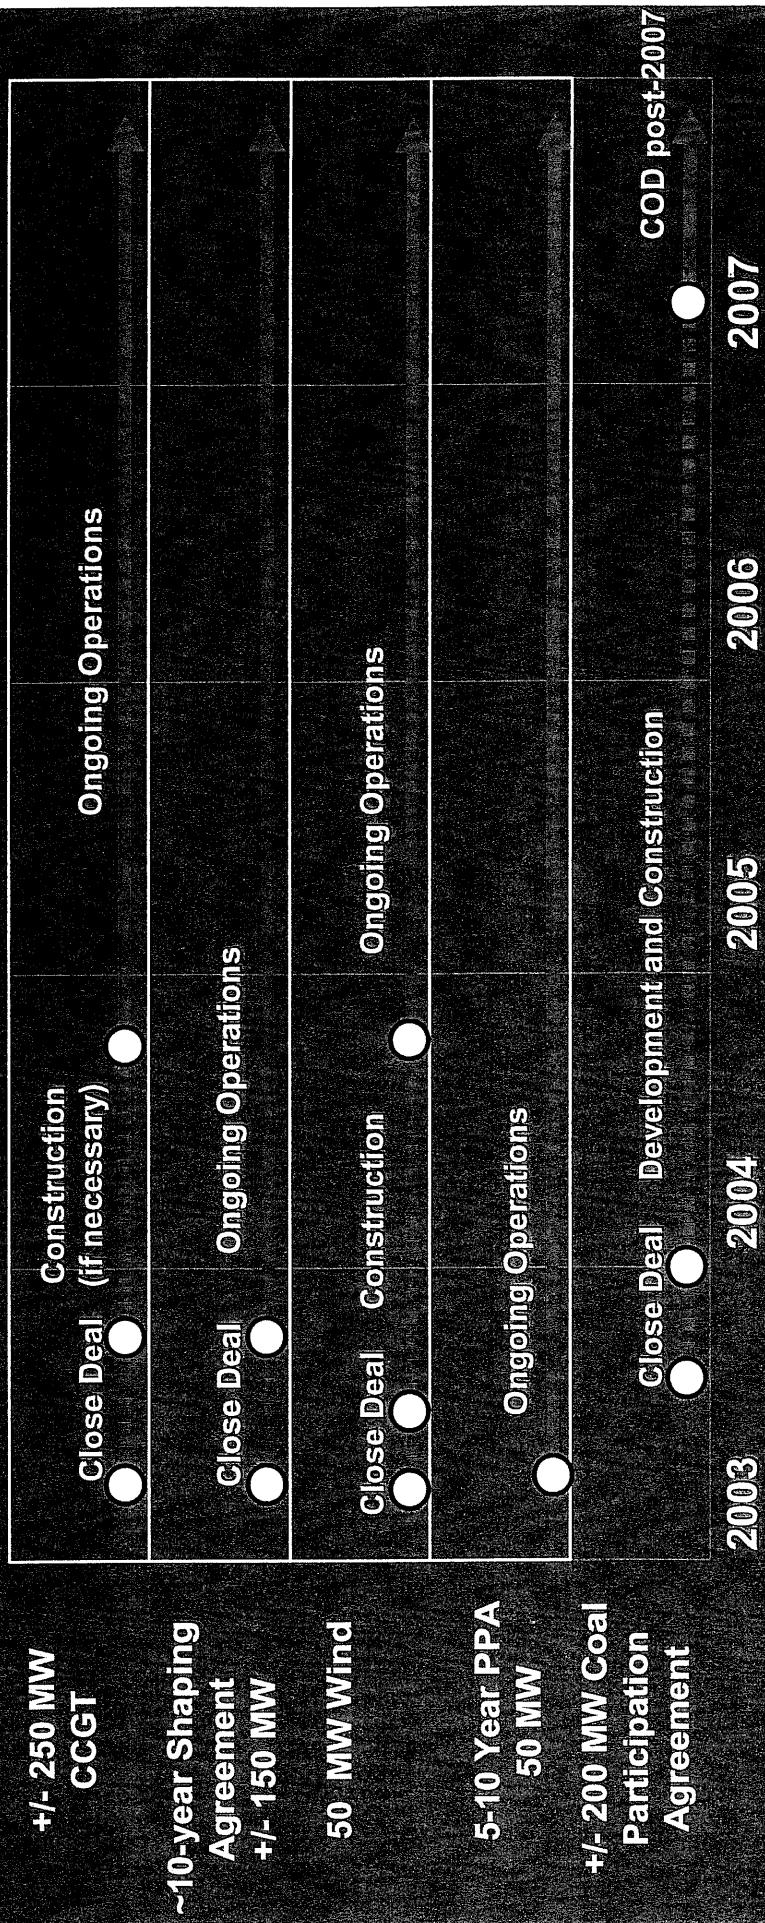 +/- 250 MW
CCGT
Close Deal
Construction
(if necessary)
Ongoing Operations
~10-year Shaping
Agreement
+/- 150 MW
Close Deal
Ongoing Operations
50 MW Wind
Close Deal
Construction
Ongoing Operations
5-10 Year PPA
50 MW
Ongoing Operations
+/- 200 MW Coal
Participation
Agreement
Close Deal
Development and Construction
COD post-2007
2003
2004
2005
2006
2007